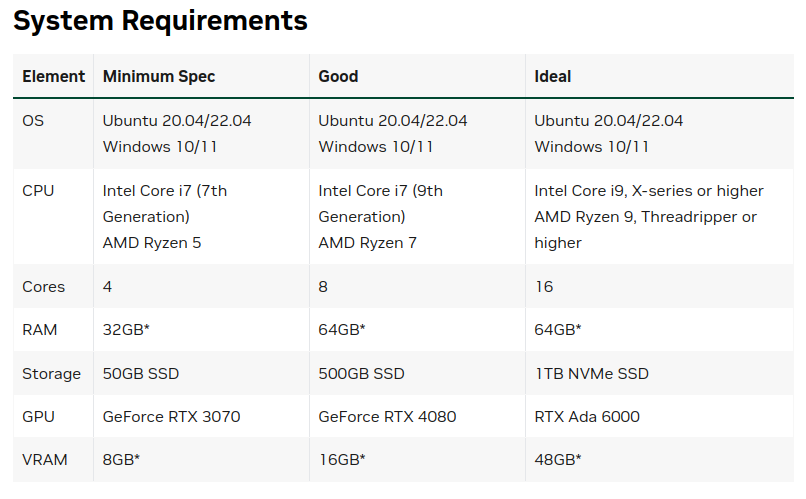 System Requirements
Element Minimum Spec Good Ideal
OS Ubuntu 20.04/22.04 Ubuntu 20.04/22.04 Ubuntu 20.04/22.04
Windows 10/11 Windows 10/11 Windows 10/11
CPU Intel Core i7 (7th Intel Core i7 (9th Intel Core i9, X-series or higher
Generation) Generation) AMD Ryzen 9, Threadripper or
AMD Ryzen 5 AMD Ryzen 7 higher
Cores 4 8 16
RAM 32GB* 64GB* 64GB*
Storage 50GB SSD 500GB SSD 1TB NVMe SSD
GPU GeForce RTX 3070 GeForce RTX 4080 RTX Ada 6000
VRAM 8GB* 16GB* 48GB*